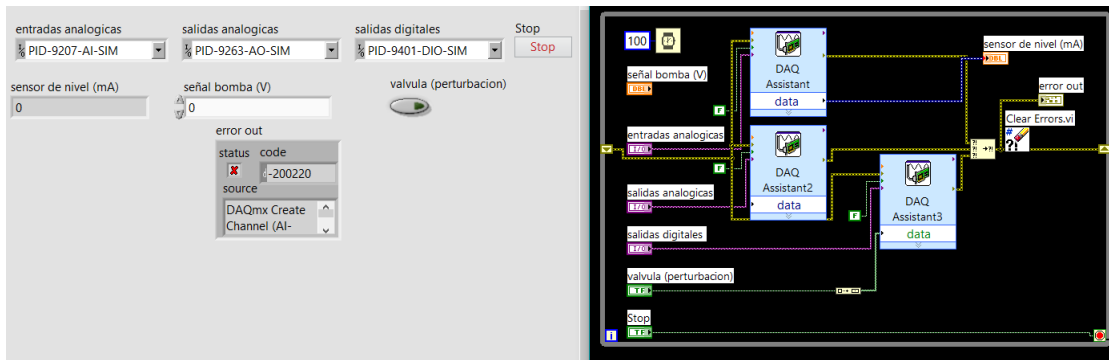 entradas analogicas
salidas analogicas
salidas digitales
Stop
PID-9207-AI-SIM
PID-9263-AO-SIM
PID-9401-DIO-SIM
Stop
sensor de nivel (mA)
señal bomba (V)
valvula (perturbacion)
0
0
error out
status code
-200220
source
DAQmx Create
Channel (AI-
100
señal bomba (V)
DBL
DAQ
Assistant
data
sensor de nivel (mA)
DBL
error out
Clear Errors.vi
F
entradas analogicas
I/O
F
DAQ
Assistant2
data
salidas analogicas
I/O
F
DAQ
Assistant3
data
salidas digitales
I/O
valvula (perturbacion)
TF
Stop
TF
i